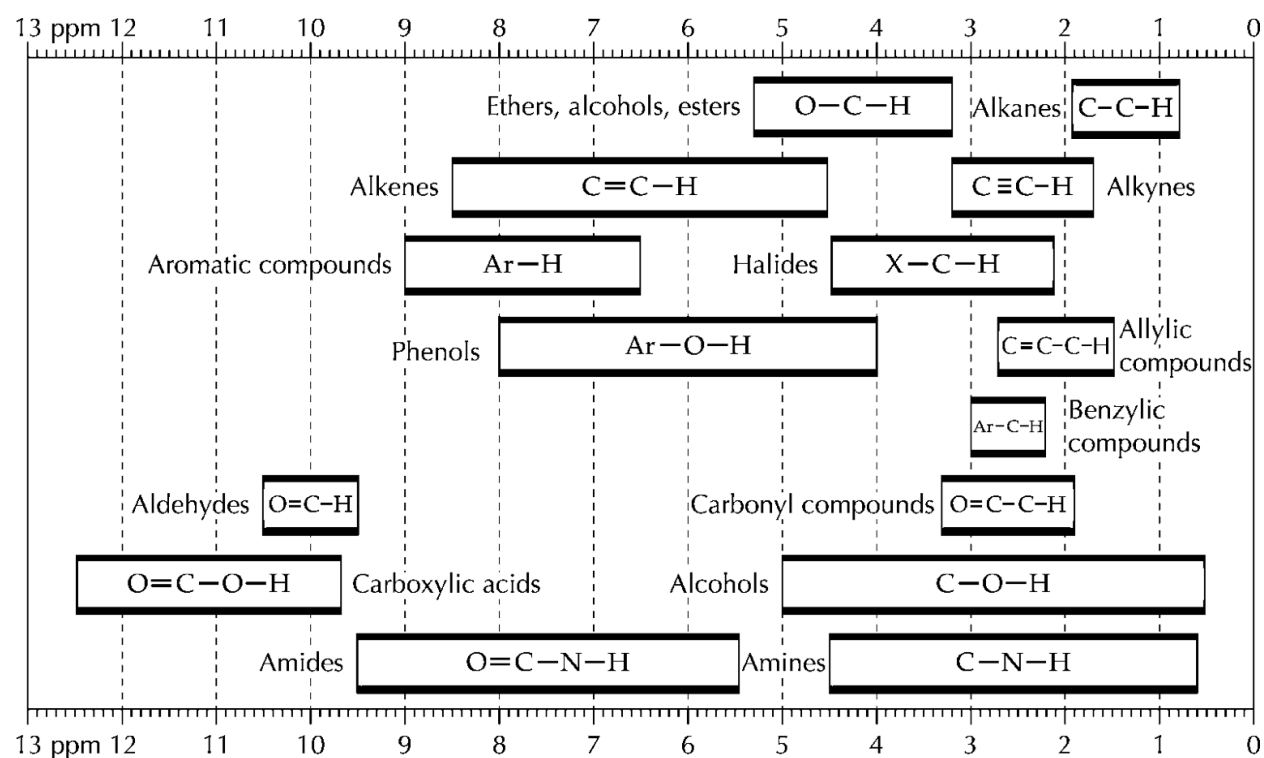 13 ppm 12 11 10 9 8 7 6 5 4 3 2 1 0
Ethers, alcohols, esters O–C–H Alkanes C–C–H
Alkenes C=C–H C≡C–H Alkynes
Aromatic compounds Ar–H Halides X–C–H
Phenols Ar–O–H C=C–C–H Allylic
compounds
Ar–C–H Benzylic
compounds
Aldehydes O=C–H Carbonyl compounds O=C–C–H
O=C–O–H Carboxylic acids Alcohols C–O–H
Amides O=C–N–H Amines C–N–H
13 ppm 12 11 10 9 8 7 6 5 4 3 2 1 0